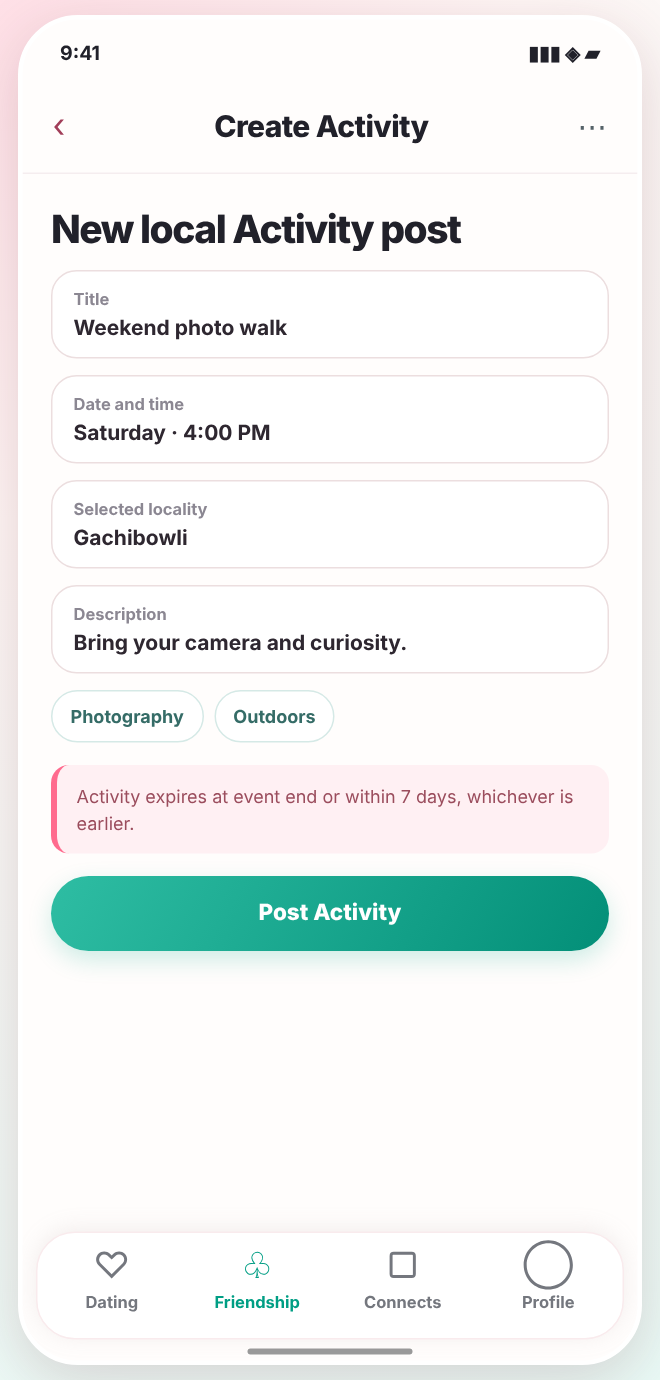 9:41
Create Activity
New local Activity post
Title
Weekend photo walk
Date and time
Saturday · 4:00 PM
Selected locality
Gachibowli
Description
Bring your camera and curiosity.
Photography Outdoors
Activity expires at event end or within 7 days, whichever is
earlier.
Post Activity
Dating Friendship Connects Profile